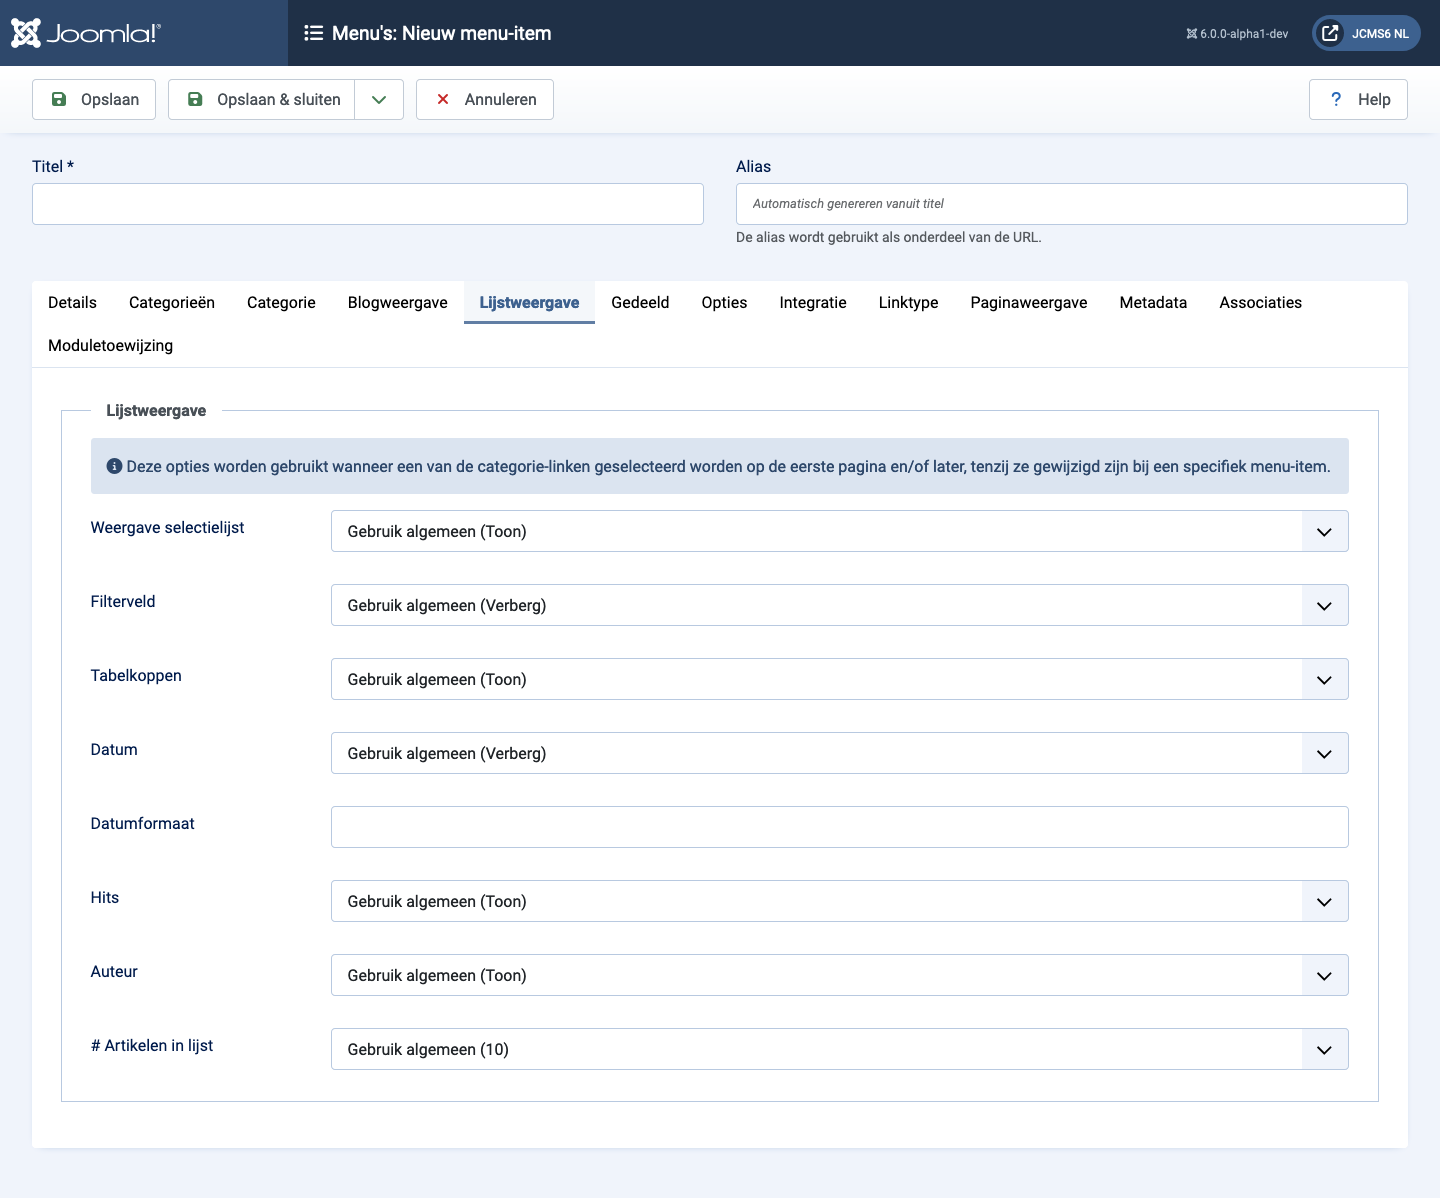 Joomla!®
Menu's: Nieuw menu-item
6.0.0-alpha1-dev
JCMS6 NL
Opslaan
Opslaan & sluiten
Annuleren
? Help
Titel *
Alias
Automatisch genereren vanuit titel
De alias wordt gebruikt als onderdeel van de URL.
Details Categorieën Categorie Blogweergave Lijstweergave Gedeeld Opties Integratie Linktype Paginaweergave Metadata Associaties
Moduletoewijzing
Lijstweergave
Deze opties worden gebruikt wanneer een van de categorie-linken geselecteerd worden op de eerste pagina en/of later, tenzij ze gewijzigd zijn bij een specifiek menu-item.
Weergave selectielijst Gebruik algemeen (Toon)
Filterveld Gebruik algemeen (Verberg)
Tabelkoppen Gebruik algemeen (Toon)
Datum Gebruik algemeen (Verberg)
Datumformaat
Hits Gebruik algemeen (Toon)
Auteur Gebruik algemeen (Toon)
# Artikelen in lijst Gebruik algemeen (10)